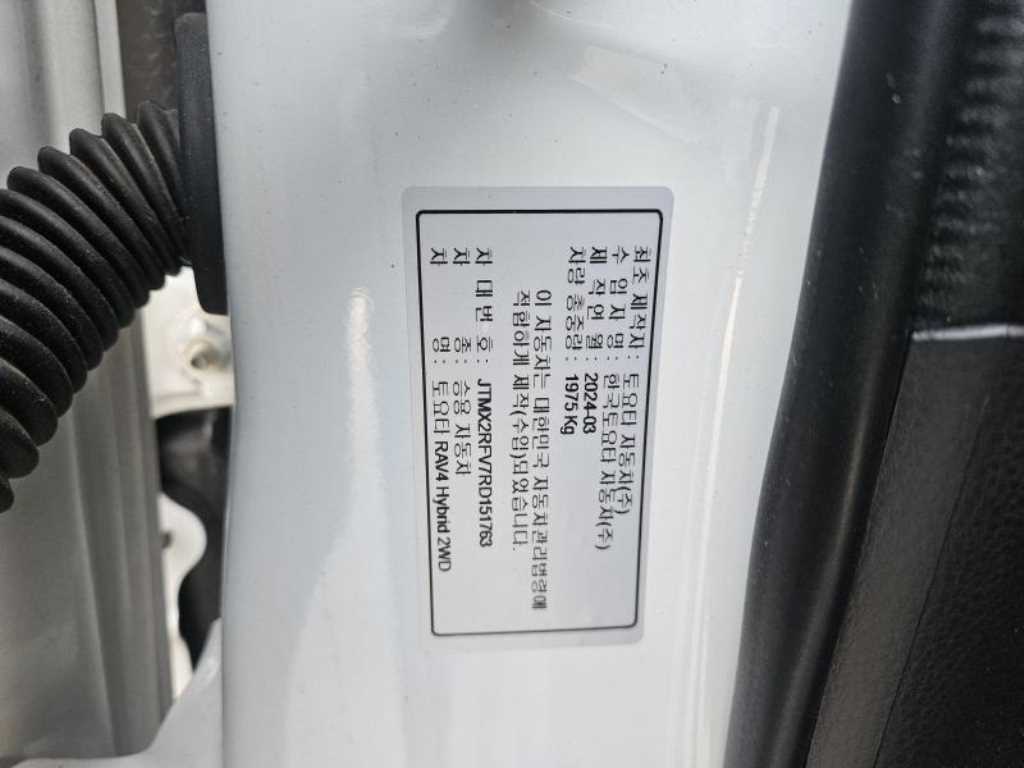 최초 제작자: 토요타 자동차(주)
수 입 자 명: 한국토요타 자동차(주)
제 작 연 월: 2024-03
차량 총중량: 1975 Kg
이 자동차는 대한민국 자동차관리법령에
적합하게 제작(수입)되었습니다.
차 대 번 호: JTMX2RFV7RD151763
차 종: 승용 자동차
차 명: 토요타 RAV4 Hybrid 2WD